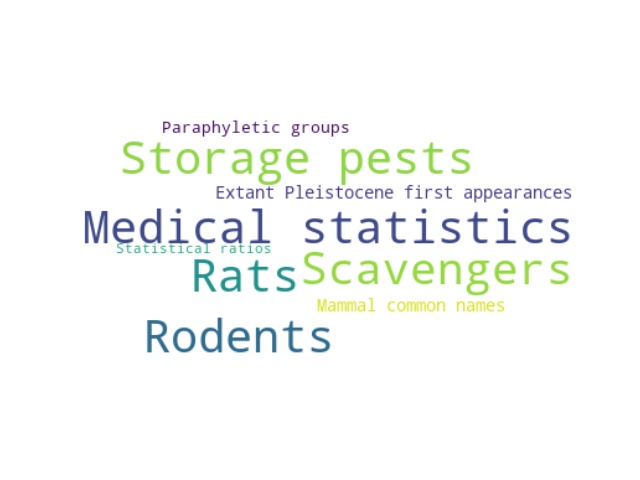 Paraphyletic groups
Storage pests
Extant Pleistocene first appearances
Medical statistics
Statistical ratios
Rats
Scavengers
Mammal common names
Rodents